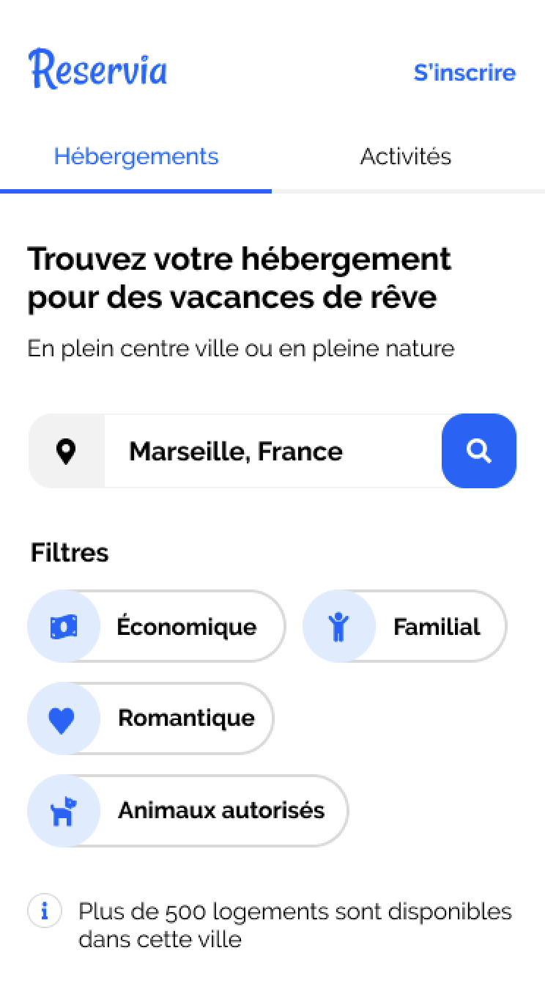 Reservia
S'inscrire
Hébergements
Activités
Trouvez votre hébergement
pour des vacances de rêve
En plein centre ville ou en pleine nature
Marseille, France
Filtres
Économique
Familial
Romantique
Animaux autorisés
i
Plus de 500 logements sont disponibles
dans cette ville